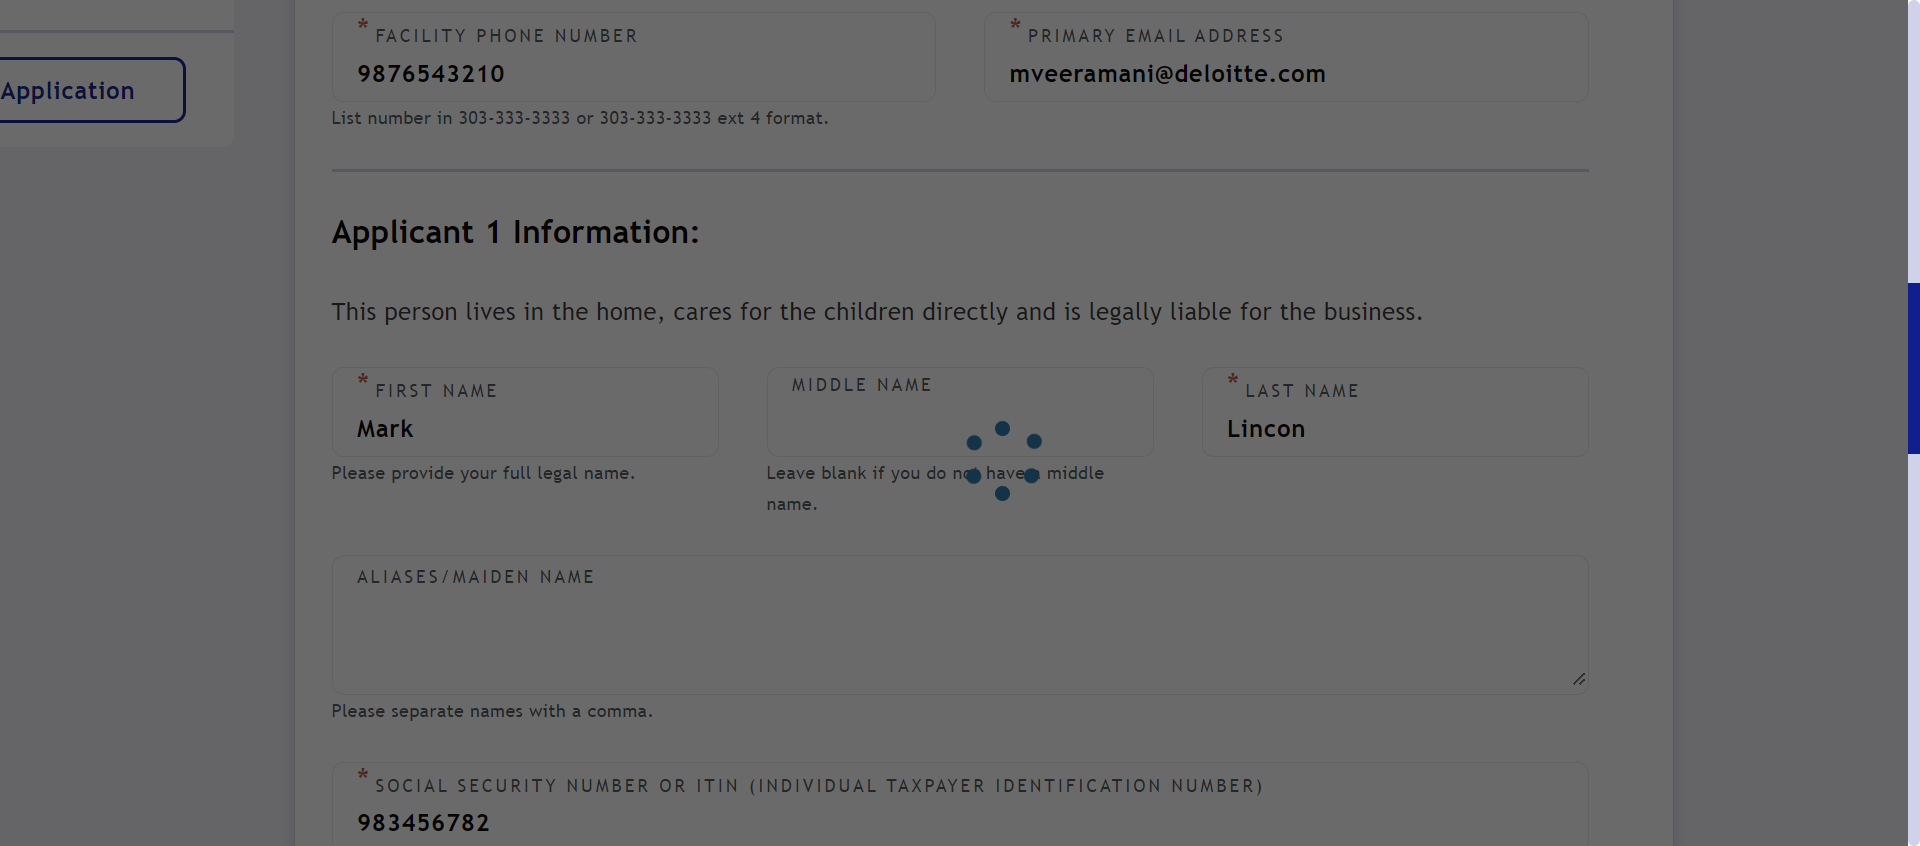 * FACILITY PHONE NUMBER
9876543210
List number in 303-333-3333 or 303-333-3333 ext 4 format.
* PRIMARY EMAIL ADDRESS
mveeramani@deloitte.com
Application
Applicant 1 Information:
This person lives in the home, cares for the children directly and is legally liable for the business.
* FIRST NAME
Mark
Please provide your full legal name.
MIDDLE NAME
Leave blank if you do not have a middle
name.
* LAST NAME
Lincon
ALIASES/MAIDEN NAME
Please separate names with a comma.
* SOCIAL SECURITY NUMBER OR ITIN (INDIVIDUAL TAXPAYER IDENTIFICATION NUMBER)
983456782